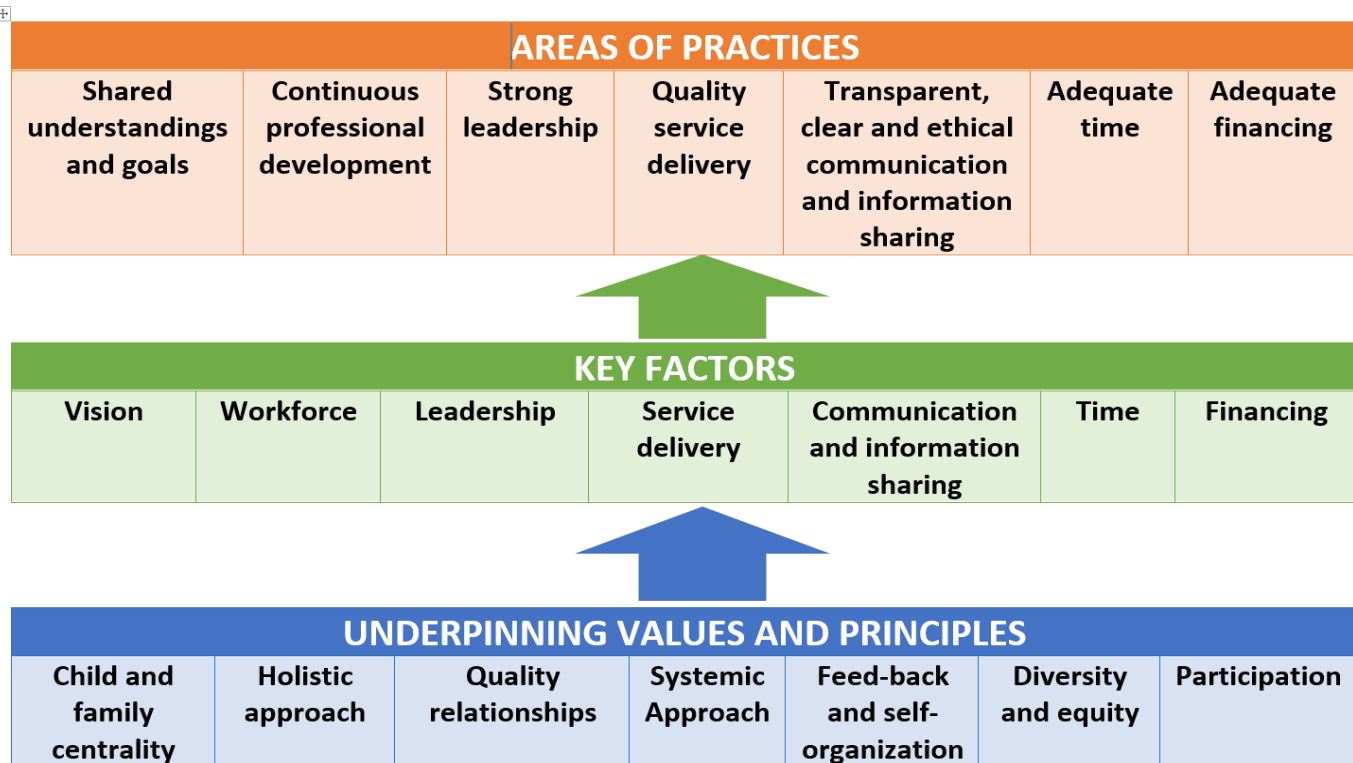 AREAS OF PRACTICES
Shared
understandings
and goals
Continuous
professional
development
Strong
leadership
Quality
service
delivery
Transparent,
clear and ethical
communication
and information
sharing
Adequate
time
Adequate
financing
KEY FACTORS
Vision
Workforce
Leadership
Service
delivery
Communication
and information
sharing
Time
Financing
UNDERPINNING VALUES AND PRINCIPLES
Child and
family
centrality
Holistic
approach
Quality
relationships
Systemic
Approach
Feed-back
and self-
organization
Diversity
and equity
Participation